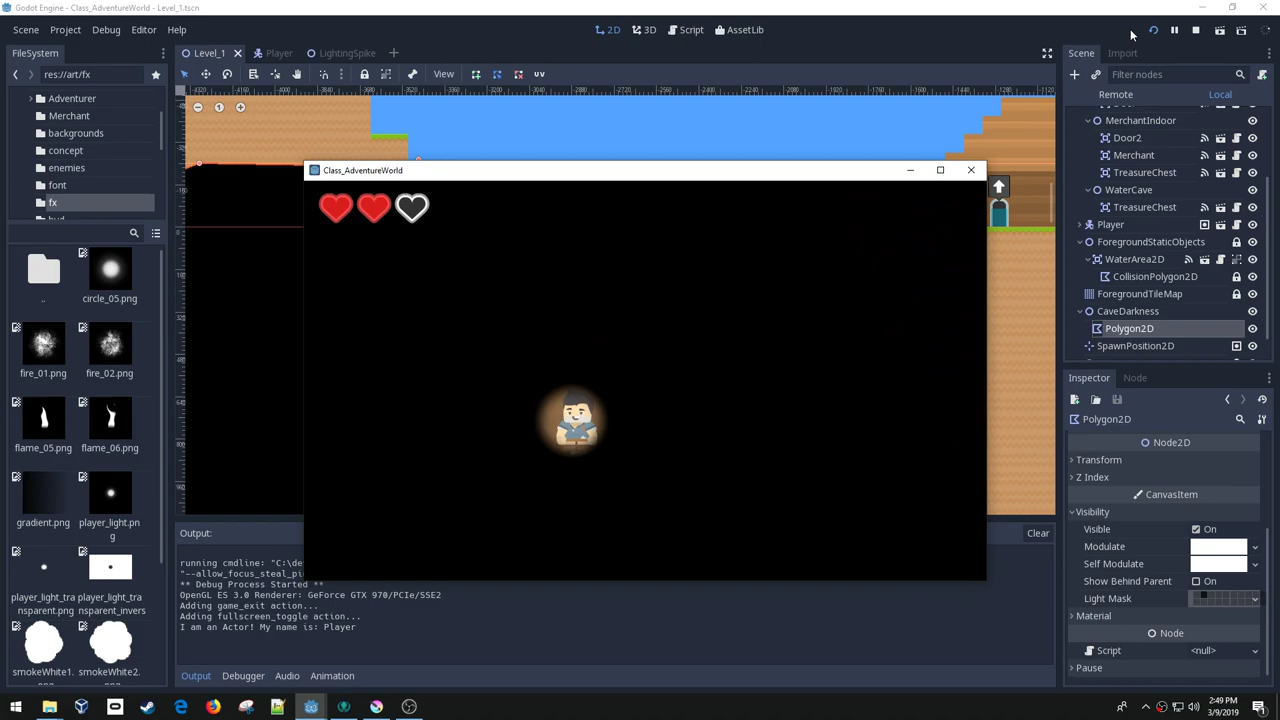 Godot Engine - Class_AdventureWorld - Level_1.tscn
Scene Project Debug Editor Help
2D 3D Script AssetLib
FileSystem
Level_1 Player LightingSpike
Scene Import
res://art/fx
View UV
Filter nodes
Remote Local
Adventurer
Merchant
backgrounds
concept
enemies
font
fx
circle_05.png
fire_01.png fire_02.png
flame_05.png flame_06.png
gradient.png player_light.pn
g
player_light_tra
nsparent.png
player_light_tra
nsparent_invers
smokeWhite1.
smokeWhite2.
Class_AdventureWorld
MerchantIndoor
Door2
Merchant
TreasureChest
WaterCave
TreasureChest
Player
ForegroundStaticObjects
WaterArea2D
CollisionPolygon2D
ForegroundTileMap
CaveDarkness
Polygon2D
SpawnPosition2D
Inspector Node
Polygon2D
Node2D
Transform
Z Index
CanvasItem
Visibility
Visible On
Modulate
Self Modulate
Show Behind Parent On
Light Mask
Material
Node
Script <null>
Pause
Output:
Clear
running cmdline: "C:\de
"--allow_focus_steal_pi
** Debug Process Started **
OpenGL ES 3.0 Renderer: GeForce GTX 970/PCIe/SSE2
Adding game_exit action...
Adding fullscreen_toggle action...
I am an Actor! My name is: Player
Output Debugger Audio Animation
2:49 PM
3/9/2019